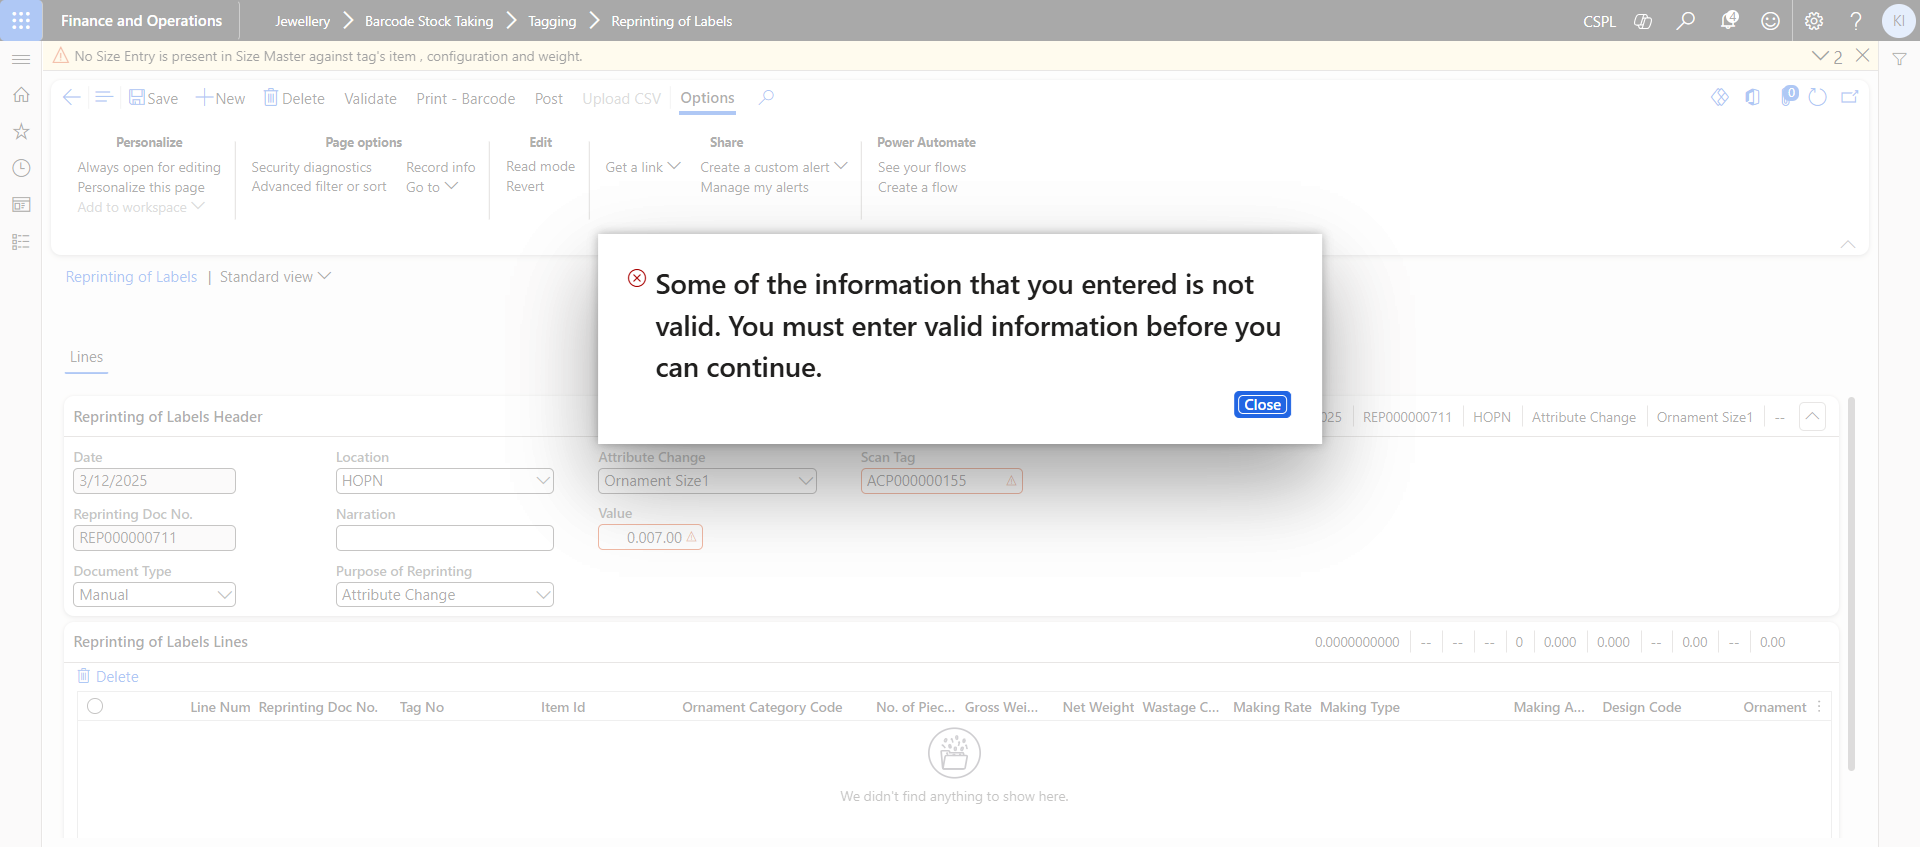 Finance and Operations
Jewellery
Barcode Stock Taking
Tagging
Reprinting of Labels
CSPL
4
KI
No Size Entry is present in Size Master against tag's item , configuration and weight.
2
Save
New
Delete
Validate
Print - Barcode
Post
Upload CSV
Options
0
Personalize
Always open for editing
Personalize this page
Add to workspace
Page options
Security diagnostics
Advanced filter or sort
Record info
Go to
Edit
Read mode
Revert
Share
Get a link
Create a custom alert
Manage my alerts
Power Automate
See your flows
Create a flow
Reprinting of Labels | Standard view
Some of the information that you entered is not
valid. You must enter valid information before you
can continue.
Close
Lines
Reprinting of Labels Header
025
REP000000711
HOPN
Attribute Change
Ornament Size1
--
Date
3/12/2025
Location
HOPN
Attribute Change
Ornament Size1
Scan Tag
ACP000000155
Reprinting Doc No.
REP000000711
Narration
Value
0.007.00
Document Type
Manual
Purpose of Reprinting
Attribute Change
Reprinting of Labels Lines
0.0000000000
--
--
--
0
0.000
0.000
--
0.00
--
0.00
Delete
Line Num
Reprinting Doc No.
Tag No
Item Id
Ornament Category Code
No. of Piec...
Gross Wei...
Net Weight
Wastage C...
Making Rate
Making Type
Making A...
Design Code
Ornament
We didn't find anything to show here.